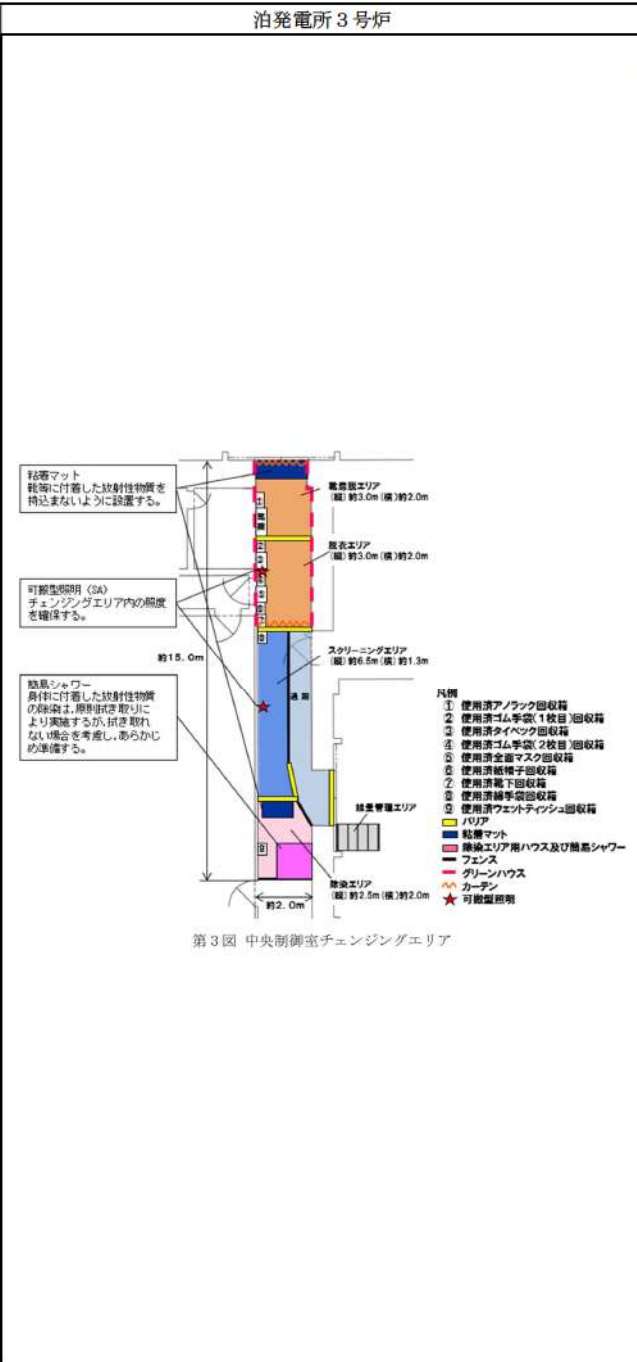 泊発電所３号炉
粘着マット
靴等に付着した放射性物質を
持込まないように設置する。
可搬型照明（SA）
チェンジングエリア内の照度
を確保する。
簡易シャワー
身体に付着した放射性物質
の除染は、原則拭き取りに
より実施するが、拭き取れ
ない場合を考慮し、あらかじ
め準備する。
約15.0m
約2.0m
靴着脱エリア
（縦）約3.0m（横）約2.0m
脱衣エリア
（縦）約3.0m（横）約2.0m
スクリーニングエリア
（縦）約6.5m（横）約1.3m
除染エリア
（縦）約2.5m（横）約2.0m
①
②
③
⑤
⑥
⑦
⑧
⑨
凡例
① 使用済アノラック回収箱
② 使用済ゴム手袋（１枚目）回収箱
③ 使用済タイベック回収箱
④ 使用済ゴム手袋（２枚目）回収箱
⑤ 使用済全面マスク回収箱
⑥ 使用済紙帽子回収箱
⑦ 使用済靴下回収箱
⑧ 使用済綿手袋回収箱
⑨ 使用済ウェットティッシュ回収箱
バリア
粘着マット
除染エリア用ハウス及び簡易シャワー
フェンス
グリーンハウス
カーテン
可搬型照明
第３図 中央制御室チェンジングエリア